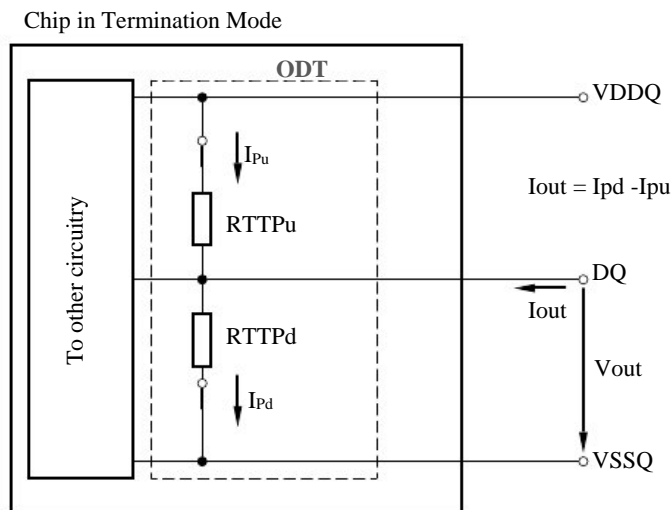 Chip in Termination Mode
ODT
VDDQ
IPu
Iout = Ipd -Ipu
RTTPu
To other circuitry
DQ
Iout
RTTPd
Vout
IPd
VSSQ